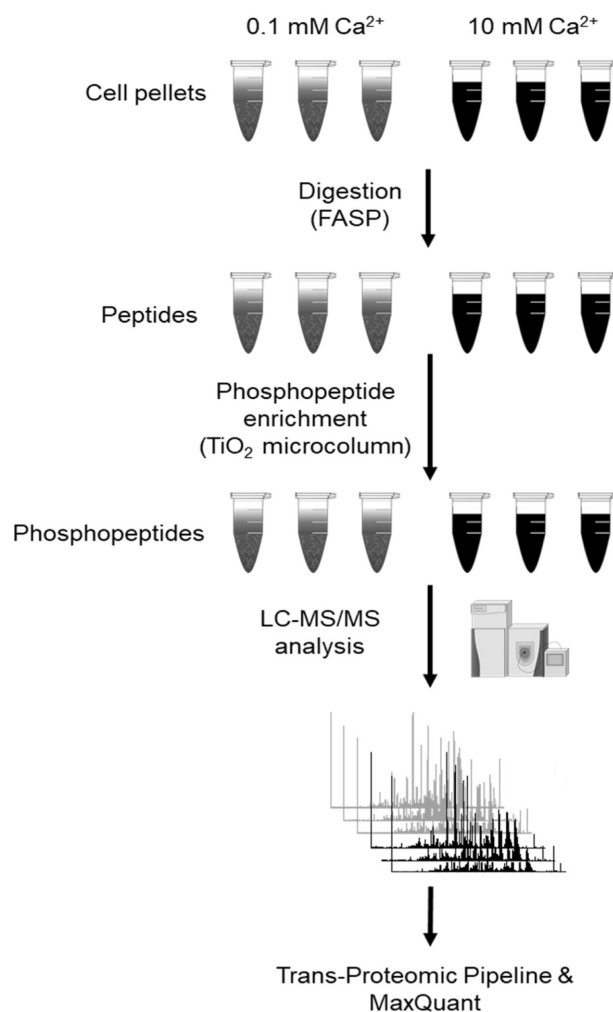 0.1 mM Ca²⁺ 10 mM Ca²⁺
Cell pellets
Digestion
(FASP)
Peptides
Phosphopeptide
enrichment
(TiO₂ microcolumn)
Phosphopeptides
LC-MS/MS
analysis
Trans-Proteomic Pipeline &
MaxQuant